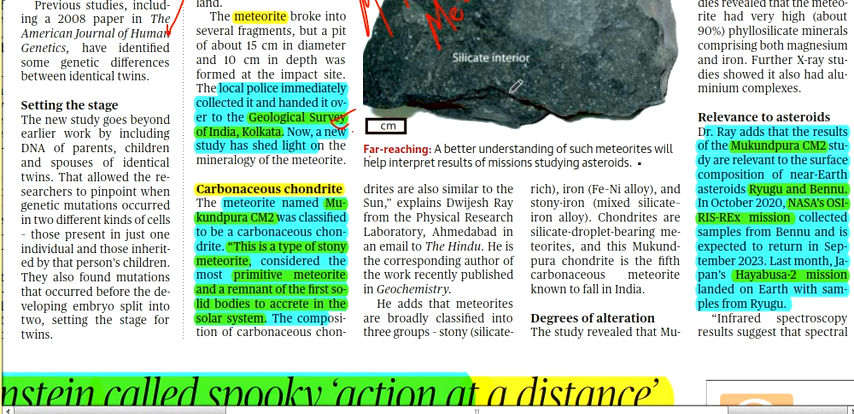 Previous studies, includ-
ing a 2008 paper in The
American Journal of Human
Genetics, have identified
some genetic differences
between identical twins.
Setting the stage
The new study goes beyond
earlier work by including
DNA of parents, children
and spouses of identical
twins. That allowed the re-
searchers to pinpoint when
genetic mutations occurred
in two different kinds of cells
- those present in just one
individual and those inherit-
ed by that person's children.
They also found mutations
that occurred before the de-
veloping embryo split into
two, setting the stage for
twins.
land.
The meteorite broke into
several fragments, but a pit
of about 15 cm in diameter
and 10 cm in depth was
formed at the impact site.
The local police immediately
collected it and handed it ov-
er to the Geological Survey
of India, Kolkata. Now, a new
study has shed light on the
mineralogy of the meteorite.
Carbonaceous chondrite
The meteorite named Mu-
kundpura CM2 was classified
to be a carbonaceous chon-
drite. "This is a type of stony
meteorite, considered the
most primitive meteorite
and a remnant of the first so-
lid bodies to accrete in the
solar system. The composi-
tion of carbonaceous chon-
Silicate interior
cm
Far-reaching: A better understanding of such meteorites will
help interpret results of missions studying asteroids. •
drites are also similar to the
Sun," explains Dwijesh Ray
from the Physical Research
Laboratory, Ahmedabad in
an email to The Hindu. He is
the corresponding author of
the work recently published
in Geochemistry.
He adds that meteorites
are broadly classified into
three groups - stony (silicate-
rich), iron (Fe-Ni alloy), and
stony-iron (mixed silicate-
iron alloy). Chondrites are
silicate-droplet-bearing me-
teorites, and this Mukund-
pura chondrite is the fifth
carbonaceous meteorite
known to fall in India.
Degrees of alteration
The study revealed that Mu-
dies revealed that the meteo-
rite had very high (about
90%) phyllosilicate minerals
comprising both magnesium
and iron. Further X-ray stu-
dies showed it also had alu-
minium complexes.
Relevance to asteroids
Dr. Ray adds that the results
of the Mukundpura CM2 stu-
dy are relevant to the surface
composition of near-Earth
asteroids Ryugu and Bennu.
In October 2020, NASA's OSI-
RIS-REx mission collected
samples from Bennu and is
expected to return in Sep-
tember 2023. Last month, Ja-
pan's Hayabusa-2 mission
landed on Earth with sam-
ples from Ryugu.
"Infrared spectroscopy
results suggest that spectral
nstein called spooky 'action at a distance'